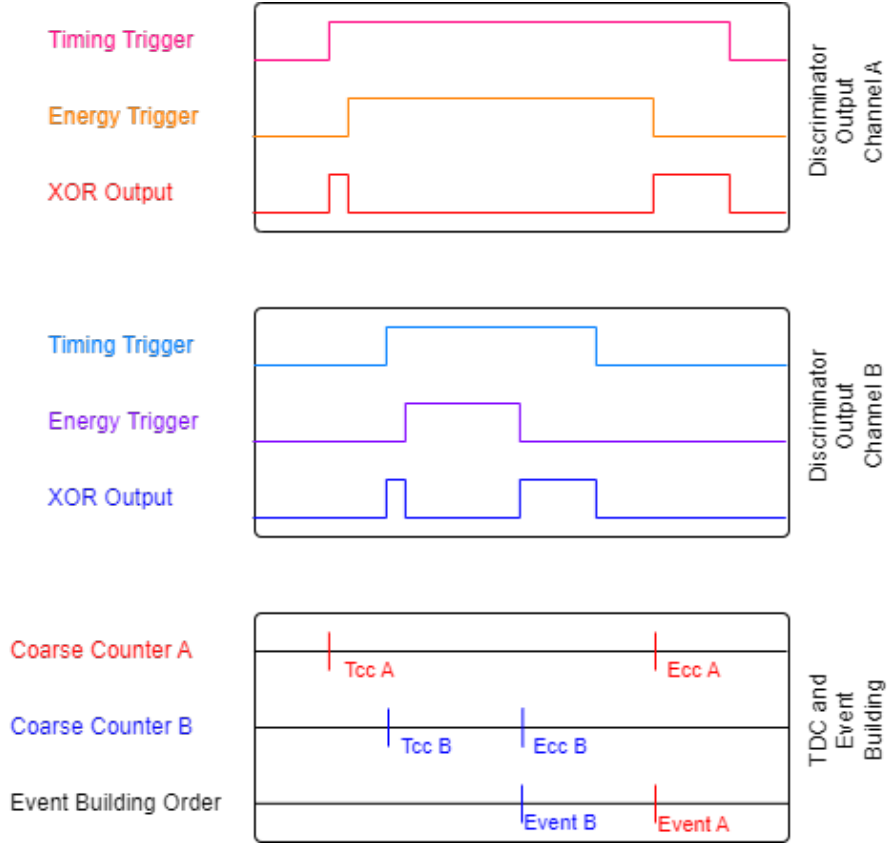 Timing Trigger
Energy Trigger
XOR Output
Discriminator
Output
Channel A
Timing Trigger
Energy Trigger
XOR Output
Discriminator
Output
Channel B
Coarse Counter A
Tcc A
Ecc A
Coarse Counter B
Tcc B
Ecc B
Event Building Order
Event B
Event A
TDC and
Event
Building